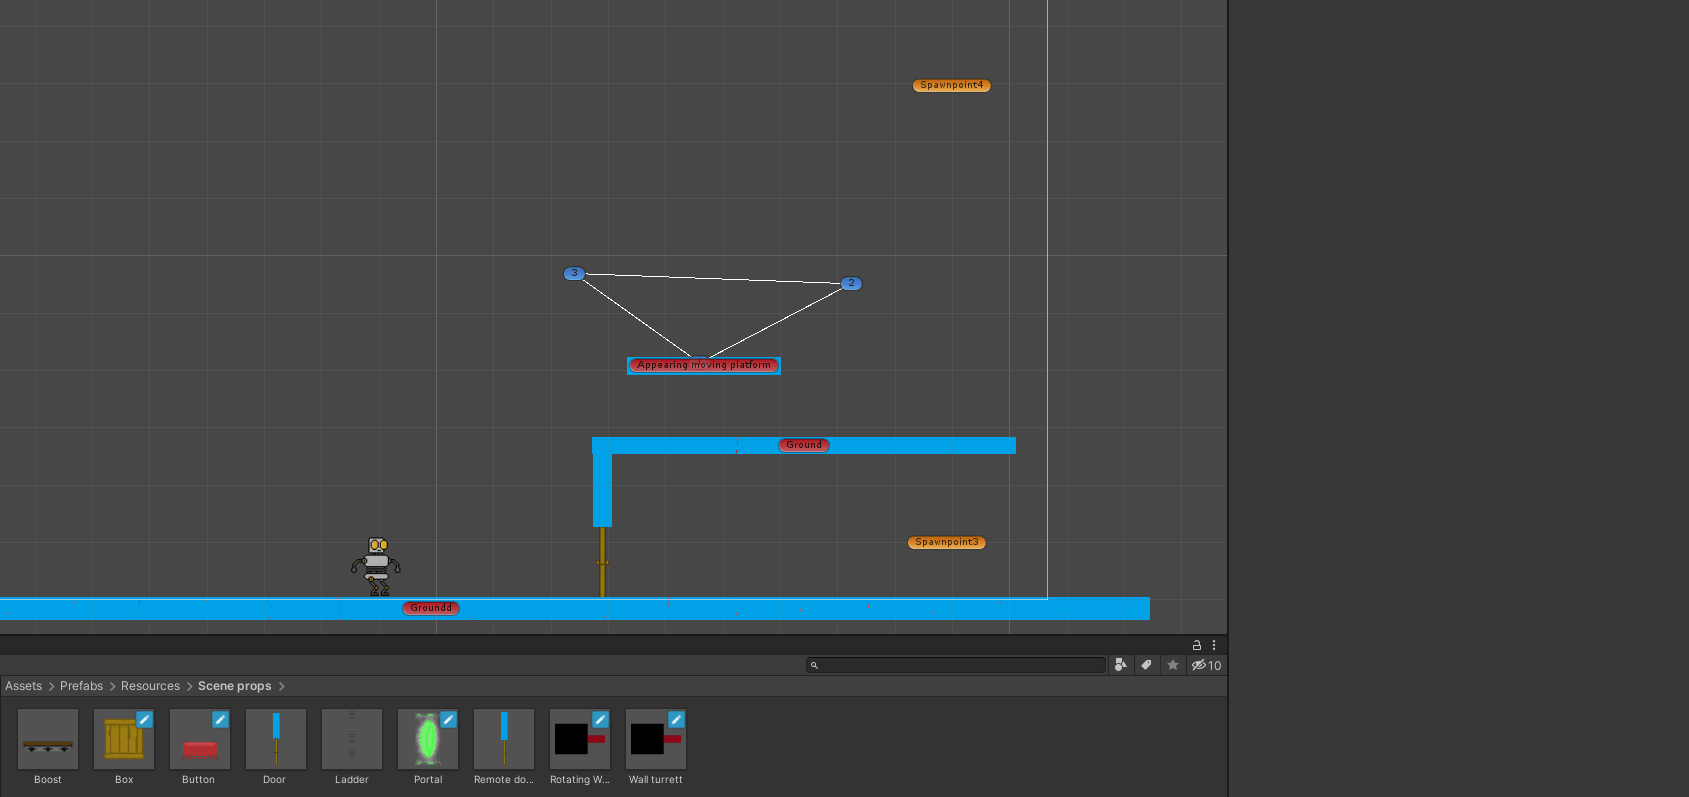 Spawnpoint4
3
2
Appearing moving platform
Ground
Spawnpoint3
Groundd
10
Assets > Prefabs > Resources > Scene props >
Boost
Box
Button
Door
Ladder
Portal
Remote do...
Rotating W...
Wall turrett